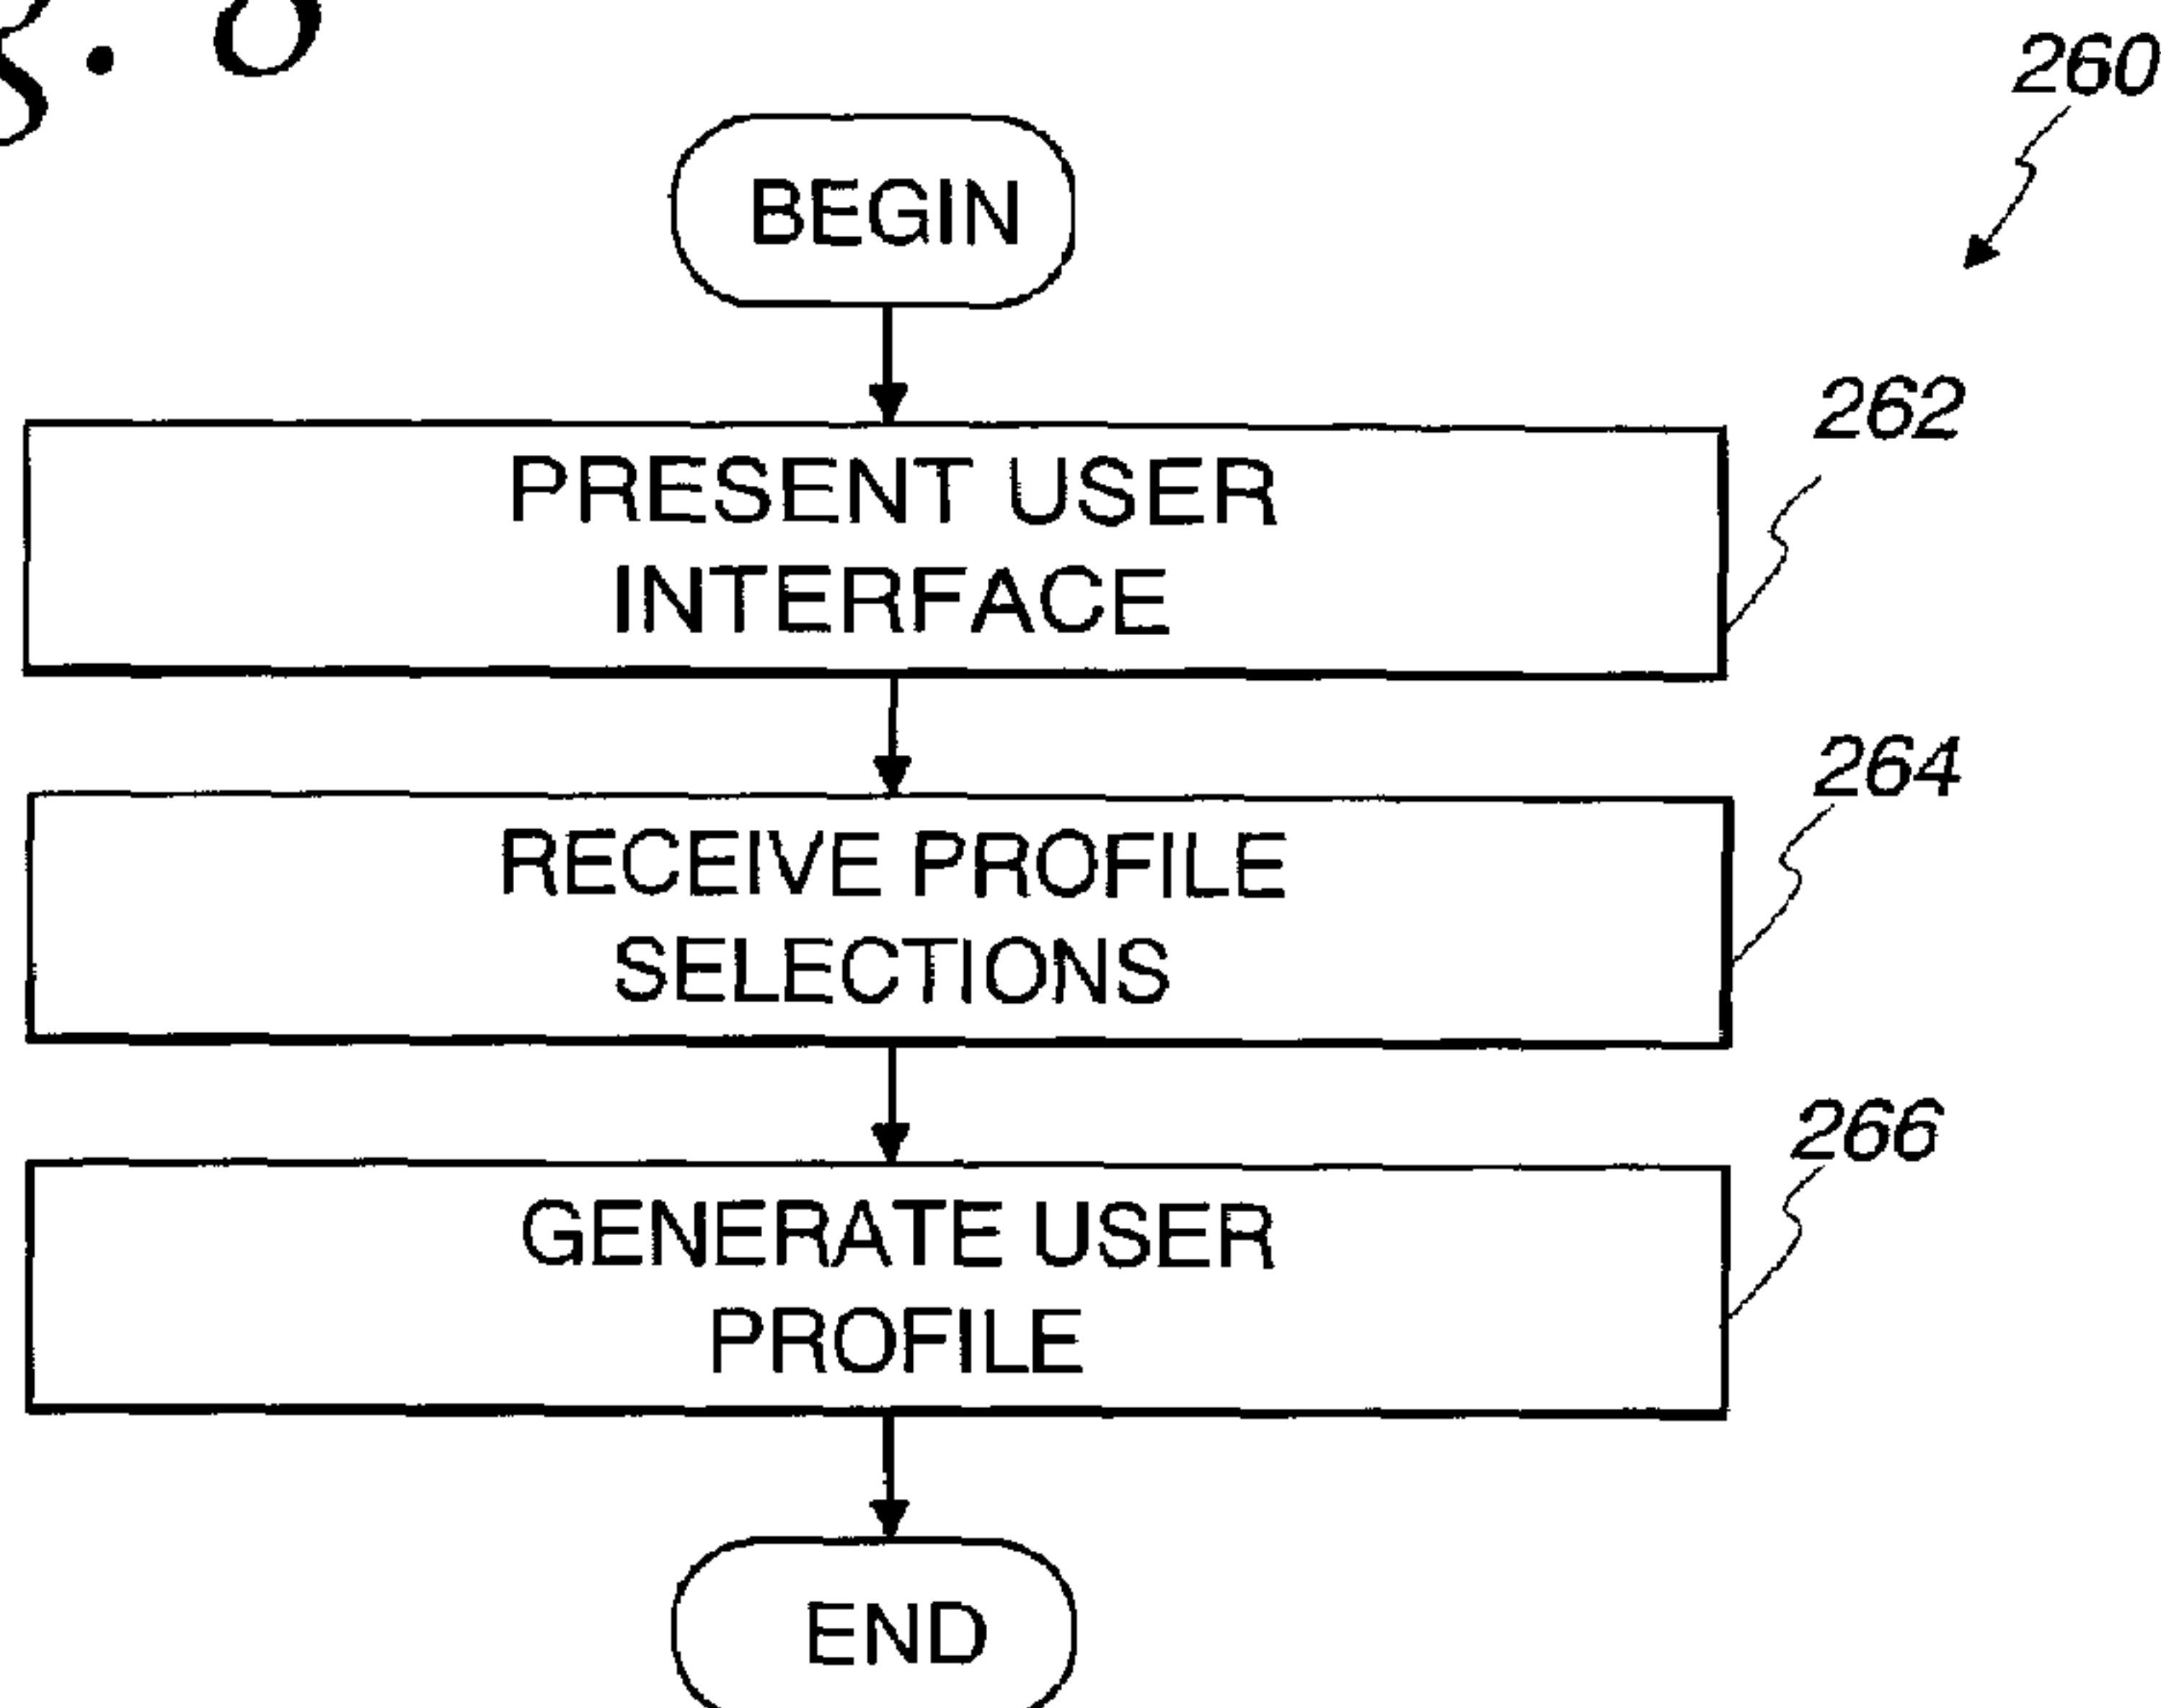 260
BEGIN
262
PRESENT USER
INTERFACE
264
RECEIVE PROFILE
SELECTIONS
266
GENERATE USER
PROFILE
END